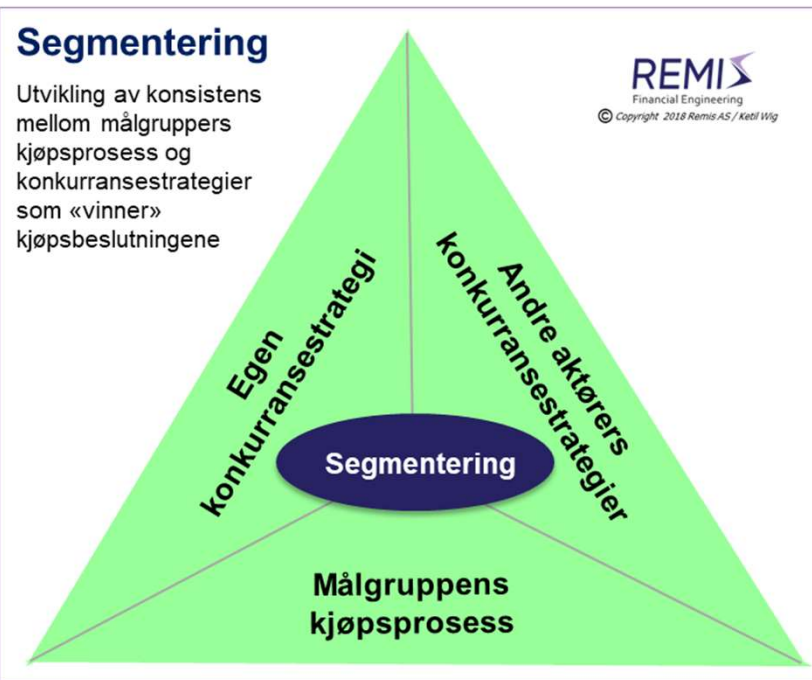 Segmentering
Utvikling av konsistens
mellom målgruppers
kjøpsprosess og
konkurransestrategier
som «vinner»
kjøpsbeslutningene
REMIS
Financial Engineering
© Copyright 2018 Remis AS / Ketil Wig
Egen
konkurransestrategi
Andre aktørers
konkurransestrategier
Segmentering
Målgruppens
kjøpsprosess